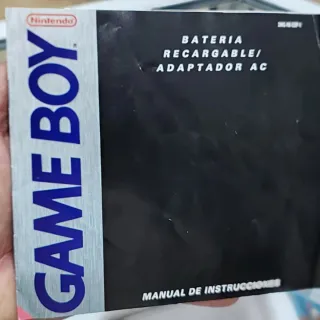 Nintendo
GAME BOY
BATERIA
RECARGABLE/
ADAPTADOR AC
MANUAL DE INSTRUCCIONES